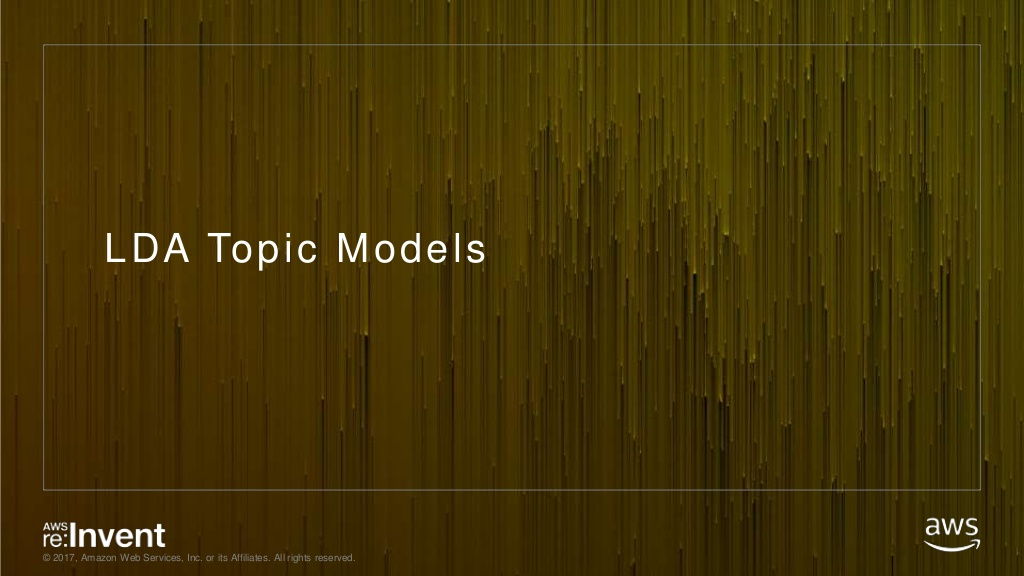 LDA Topic Models
AWS
re:Invent
© 2017, Amazon Web Services, Inc. or its Affiliates. All rights reserved.
aws